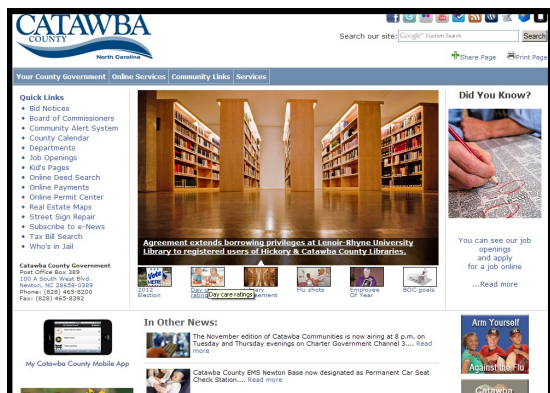 CATAWBA
COUNTY
North Carolina
Search our site:
Google™ Custom Search
Search
Share Page
Print Page
Your County Government
Online Services
Community Links
Services
Quick Links
Bid Notices
Board of Commissioners
Community Alert System
County Calendar
Departments
Job Openings
Kid's Pages
Online Deed Search
Online Payments
Online Permit Center
Real Estate Maps
Street Sign Repair
Subscribe to e-News
Tax Bill Search
Who's in Jail
Catawba County Government
Post Office Box 389
100 A South West Blvd.
Newton, NC 28658-0389
Phone: (828) 465-8200
Fax: (828) 465-8392
My Catawba County Mobile App
Agreement extends borrowing privileges at Lenoir-Rhyne University
Library to registered users of Hickory & Catawba County Libraries.
VOTE
HERE
2012
Election
Day care ratings
Flu shots
Employee
Of Year
BOC goals
In Other News:
The November edition of Catawba Communities is now airing at 8 p.m. on
Tuesday and Thursday evenings on Charter Government Channel 3.... Read
more
Catawba County EMS Newton Base now designated as Permanent Car Seat
Check Station.... Read more
Did You Know?
You can see our job
openings
and apply
for a job online
...Read more
Arm Yourself
Against the Flu
Catawba